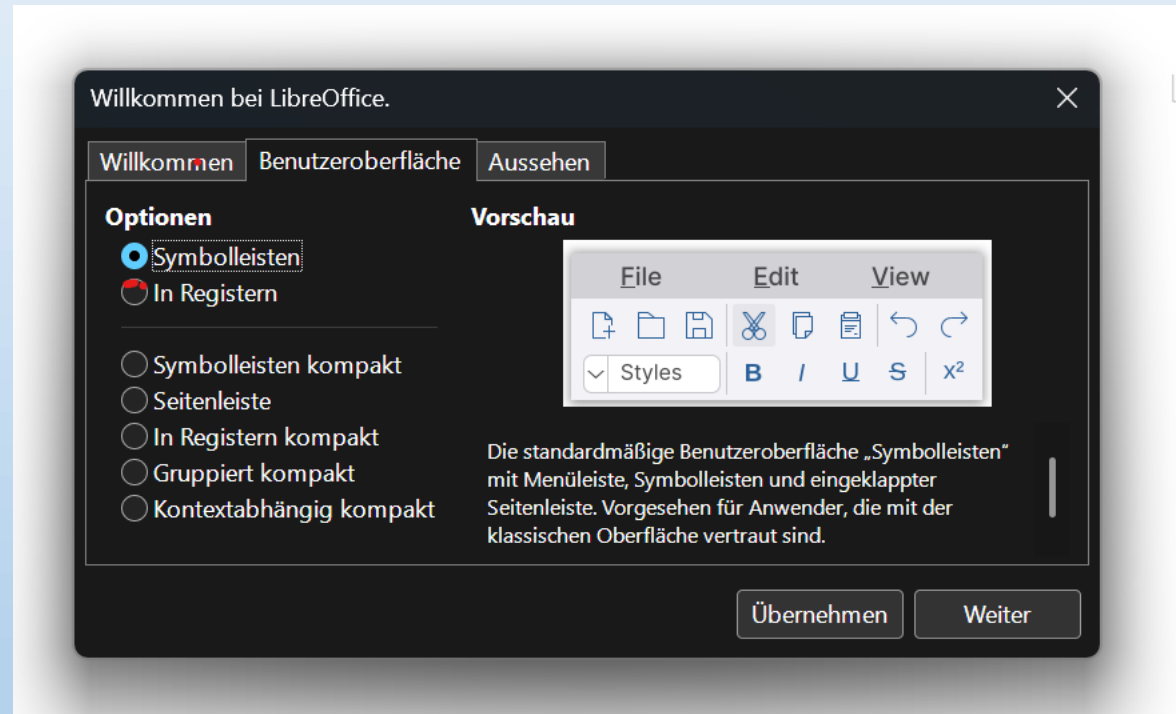 Willkommen bei LibreOffice.
Willkommen Benutzeroberfläche Aussehen
Optionen
Symbolleisten
In Registern
Symbolleisten kompakt
Seitenleiste
In Registern kompakt
Gruppiert kompakt
Kontextabhängig kompakt
Vorschau
File Edit View
Styles B I U S x²
Die standardmäßige Benutzeroberfläche „Symbolleisten“
mit Menüleiste, Symbolleisten und eingeklappter
Seitenleiste. Vorgesehen für Anwender, die mit der
klassischen Oberfläche vertraut sind.
Übernehmen Weiter